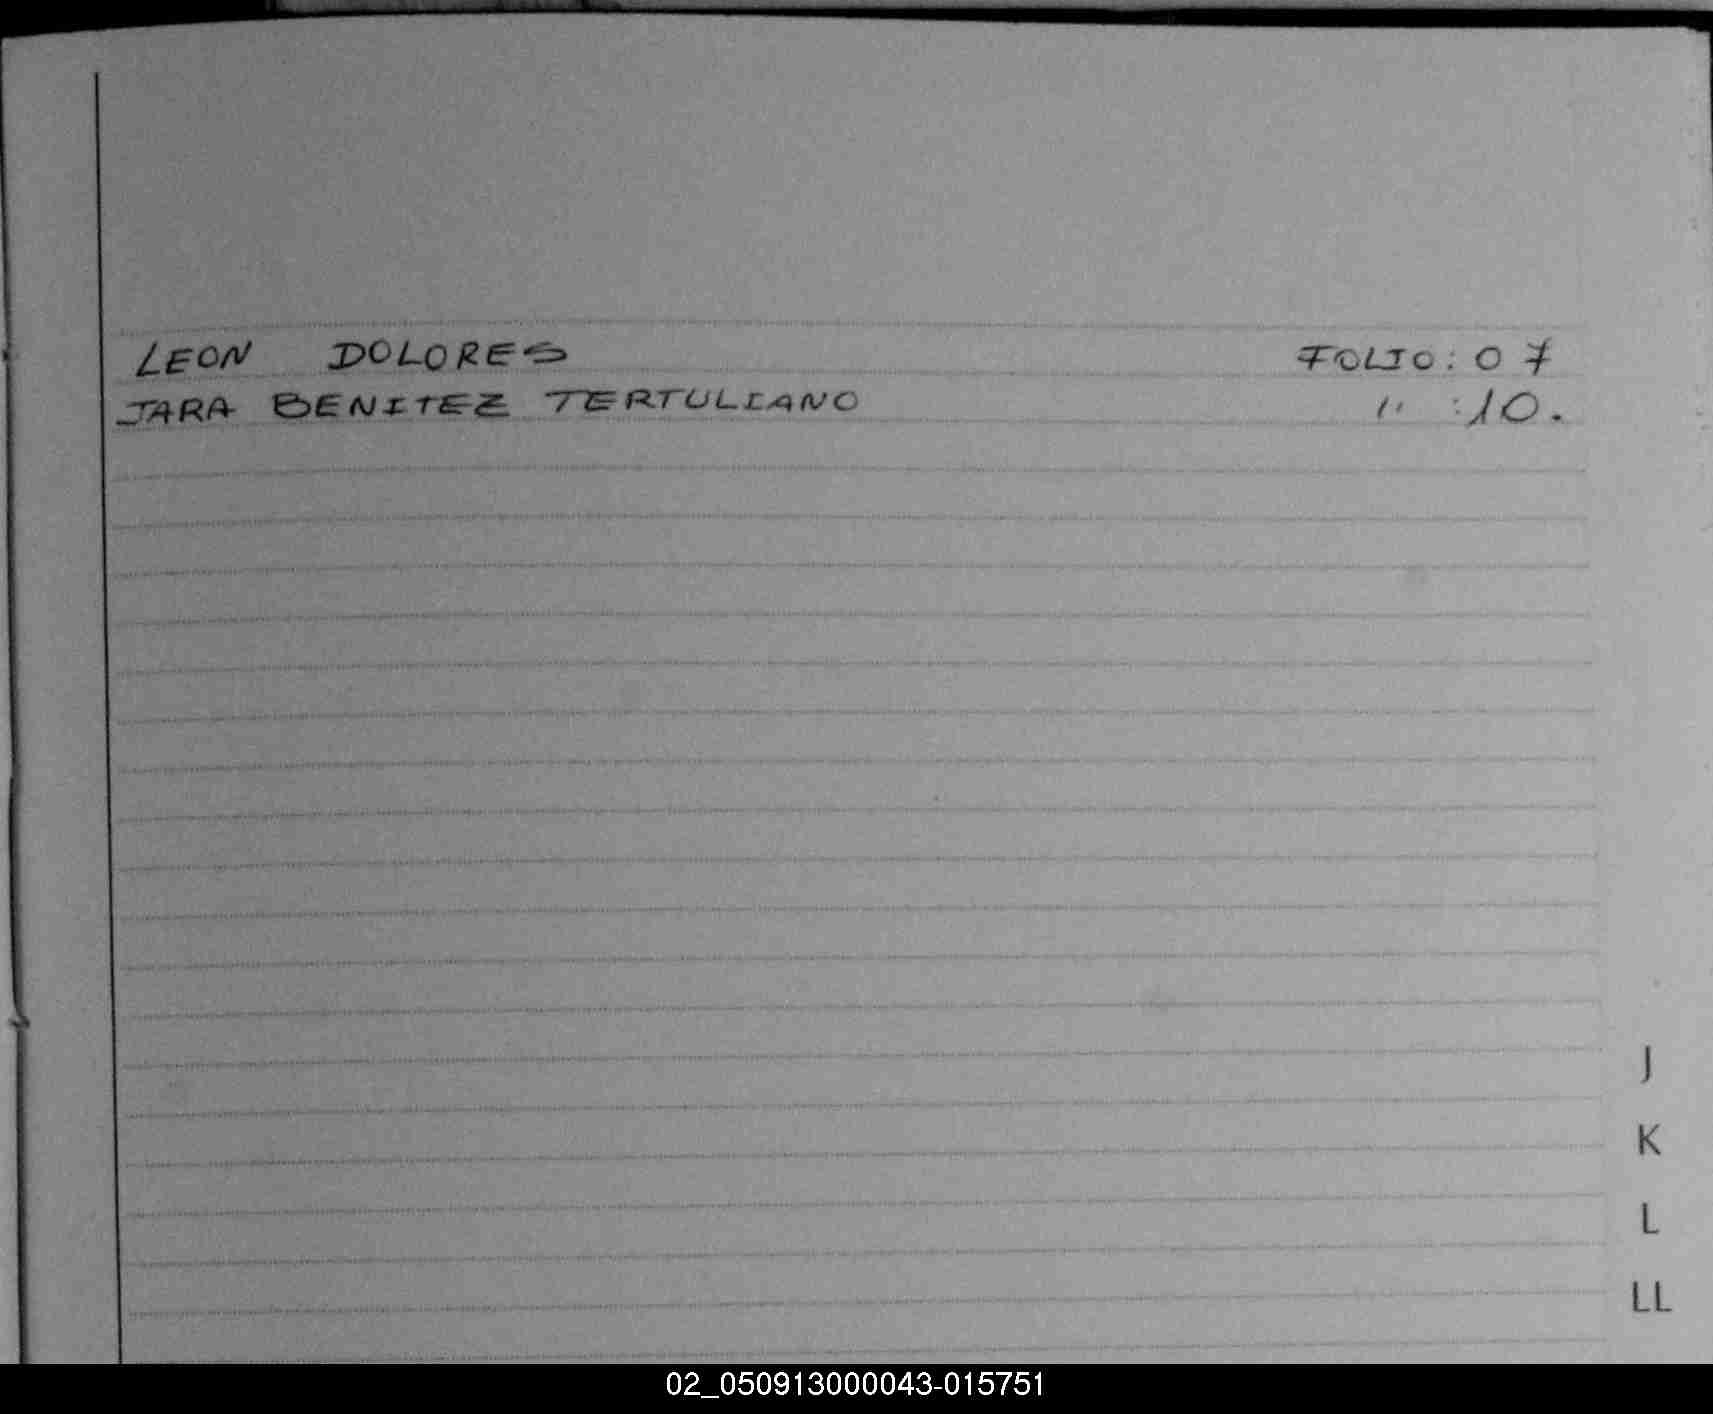 LEON DOLORES FOLIO: 07
JARA BENITEZ TERTULIANO " :10.
J
K
L
LL
02_050913000043-015751